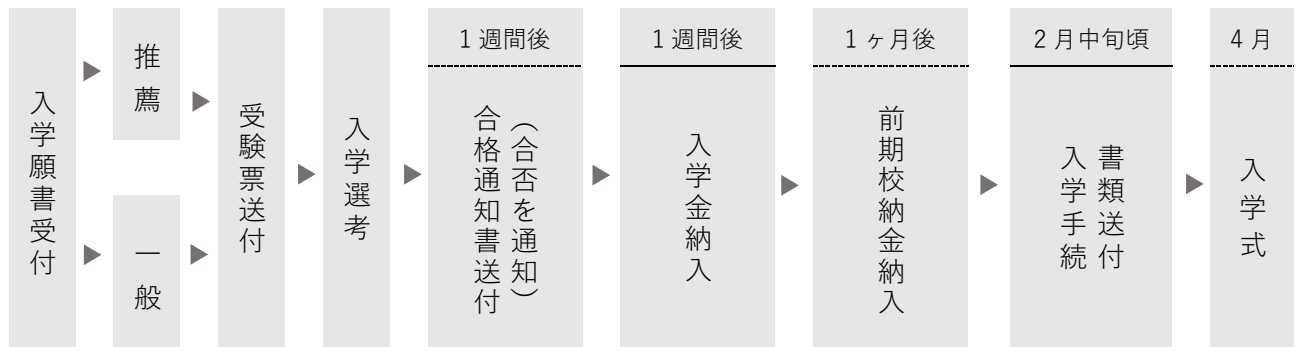 入学願書受付
推薦
一般
受験票送付
入学選考
1週間後
合格通知書送付
（合否を通知）
1週間後
入学金納入
1ヶ月後
前期校納金納入
2月中旬頃
入学手続
書類送付
4月
入学式